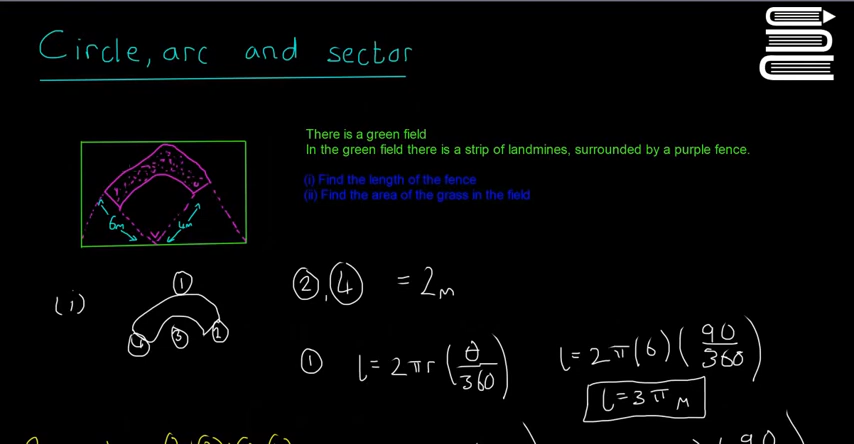 Circle, arc and sector
There is a green field
In the green field there is a strip of landmines, surrounded by a purple fence.
(i) Find the length of the fence
(ii) Find the area of the grass in the field
6m
4m
(i)
①
④ ③ ②
②, ④ = 2m
① l = 2πr (θ/360)
l = 2π(6)(90/360)
l = 3π m